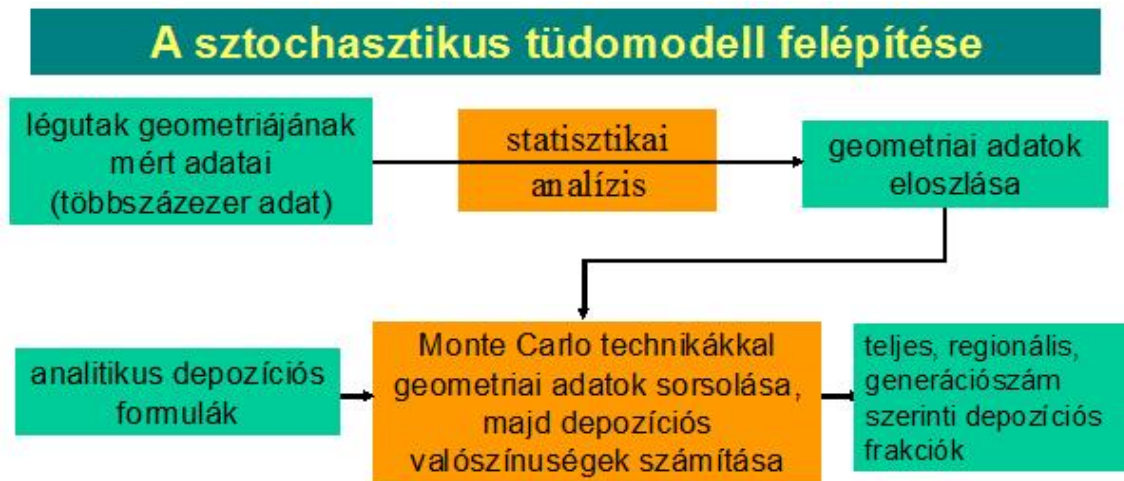 A sztochasztikus tüdomodell felépítése
légutak geometriájának
mért adatai
(többszázezer adat)
statisztikai
analízis
geometriai adatok
eloszlása
analitikus depozíciós
formulák
Monte Carlo technikákkal
geometriai adatok sorsolása,
majd depozíciós
valószínuségek számítása
teljes, regionális,
generációszám
szerinti depozíciós
frakciók